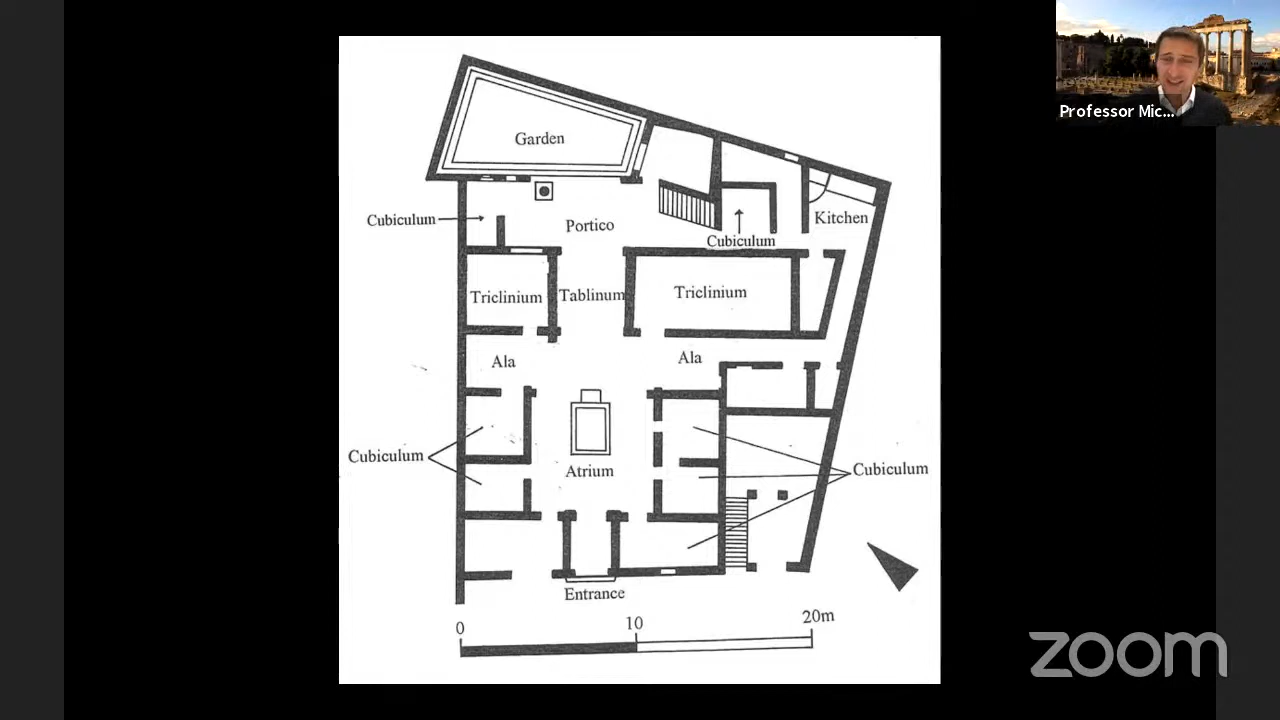 Professor Mic...
Garden
Cubiculum
Portico
Cubiculum
Kitchen
Triclinium
Tablinum
Triclinium
Ala
Ala
Cubiculum
Atrium
Cubiculum
Entrance
0
10
20m
zoom